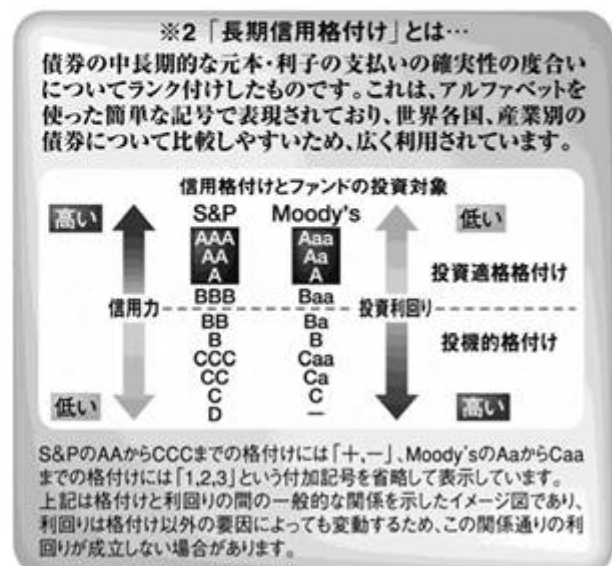 ※2「長期信用格付け」とは…
債券の中長期的な元本・利子の支払いの確実性の度合い
についてランク付けしたものです。これは、アルファベットを
使った簡単な記号で表現されており、世界各国、産業別の
債券について比較しやすいため、広く利用されています。
信用格付けとファンドの投資対象
高い S&P Moody's 低い
AAA Aaa
AA Aa
A A 投資適格格付け
BBB Baa
信用力 投資利回り
BB Ba
B B 投機的格付け
CCC Caa
CC Ca
C C
低い D ー 高い
S&PのAAからCCCまでの格付けには「＋,－」、Moody'sのAaからCaa
までの格付けには「1,2,3」という付加記号を省略して表示しています。
上記は格付けと利回りの間の一般的な関係を示したイメージ図であり、
利回りは格付け以外の要因によっても変動するため、この関係通りの利
回りが成立しない場合があります。